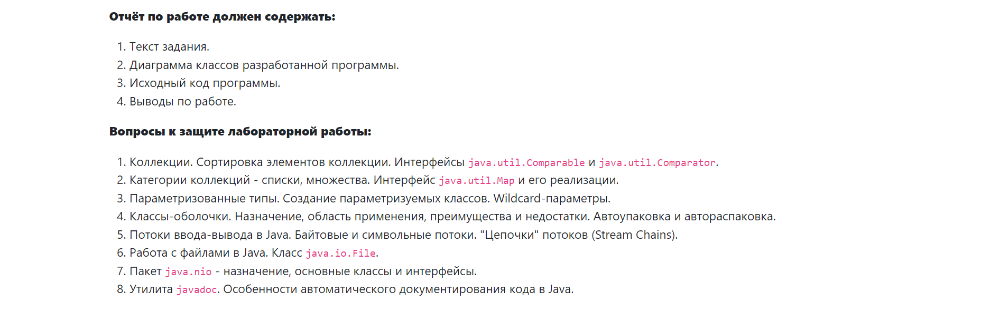 Отчёт по работе должен содержать:
1. Текст задания.
2. Диаграмма классов разработанной программы.
3. Исходный код программы.
4. Выводы по работе.
Вопросы к защите лабораторной работы:
1. Коллекции. Сортировка элементов коллекции. Интерфейсы java.util.Comparable и java.util.Comparator.
2. Категории коллекций - списки, множества. Интерфейс java.util.Map и его реализации.
3. Параметризованные типы. Создание параметризуемых классов. Wildcard-параметры.
4. Классы-оболочки. Назначение, область применения, преимущества и недостатки. Автоупаковка и автораспаковка.
5. Потоки ввода-вывода в Java. Байтовые и символьные потоки. "Цепочки" потоков (Stream Chains).
6. Работа с файлами в Java. Класс java.io.File.
7. Пакет java.nio - назначение, основные классы и интерфейсы.
8. Утилита javadoc. Особенности автоматического документирования кода в Java.